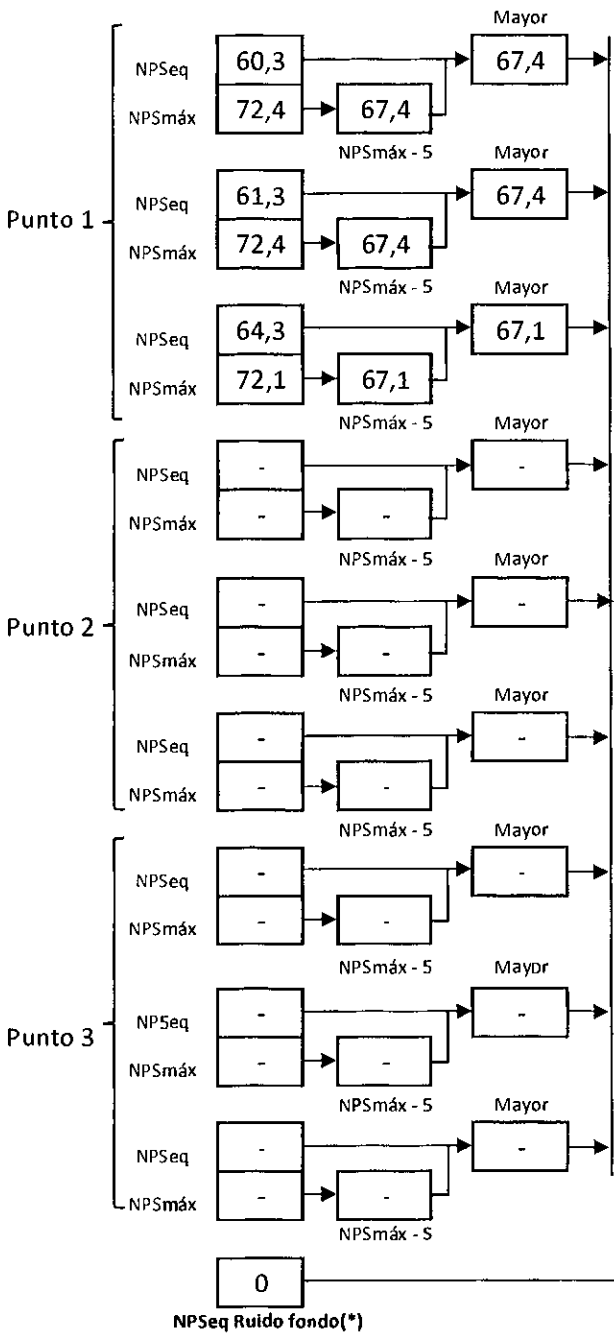 Mayor
NPSeq 60,3 67,4
NPSmáx 72,4 67,4
NPSmáx - 5
Mayor
NPSeq 61,3 67,4
Punto 1
NPSmáx 72,4 67,4
NPSmáx - 5
Mayor
NPSeq 64,3 67,1
NPSmáx 72,1 67,1
NPSmáx - 5
Mayor
NPSeq - -
NPSmáx - -
NPSmáx - 5
Mayor
NPSeq - -
Punto 2
NPSmáx - -
NPSmáx - 5
Mayor
NPSeq - -
NPSmáx - -
NPSmáx - 5
Mayor
NPSeq - -
NPSmáx - -
NPSmáx - 5
Mayor
NPSeq - -
Punto 3
NPSmáx - -
NPSmáx - 5
Mayor
NPSeq - -
NPSmáx - -
NPSmáx - 5
0
NPSeq Ruido fondo(*)